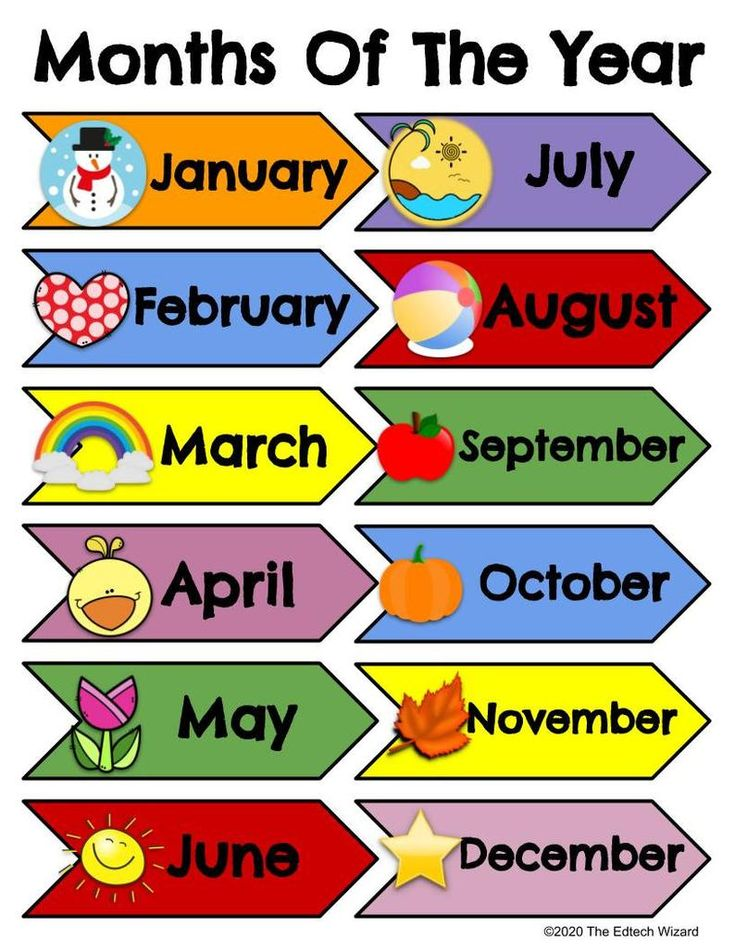 Months Of The Year
January
February
March
April
May
June
July
August
September
October
November
December
©2020 The Edtech Wizard